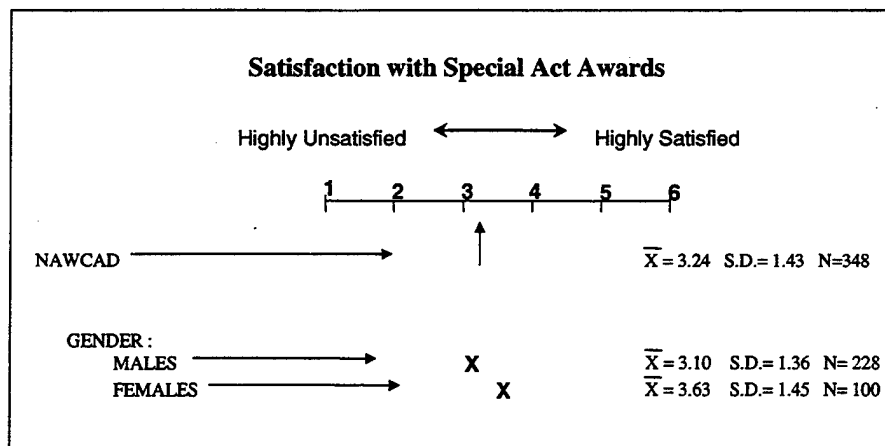 Satisfaction with Special Act Awards
Highly Unsatisfied Highly Satisfied
1 2 3 4 5 6
NAWCAD X̄ = 3.24 S.D.= 1.43 N=348
GENDER :
MALES X X̄ = 3.10 S.D.= 1.36 N= 228
FEMALES X X̄ = 3.63 S.D.= 1.45 N= 100